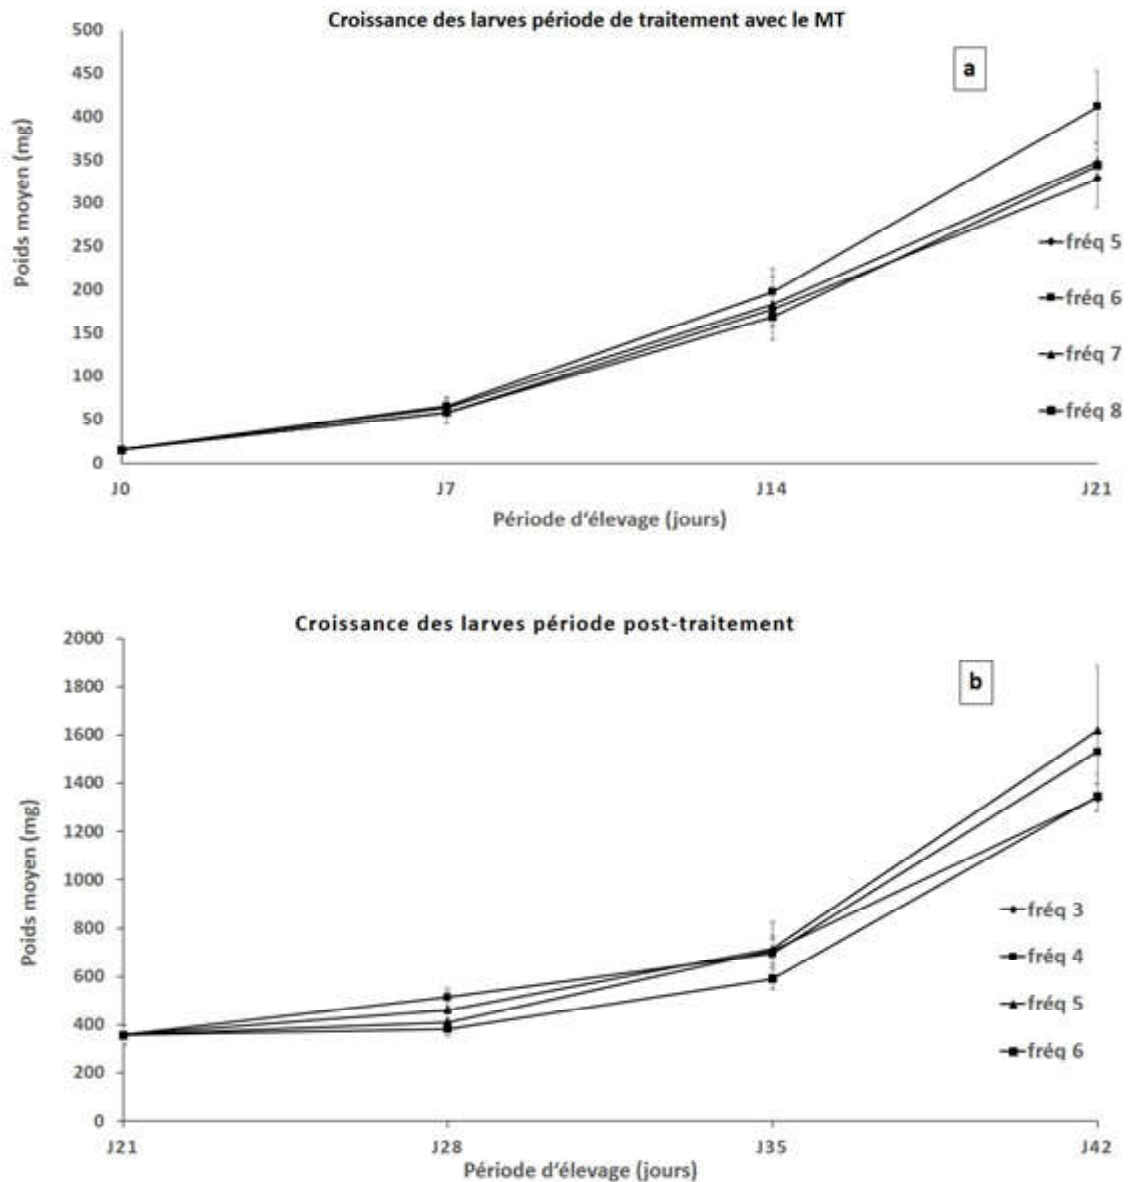 Croissance des larves période de traitement avec le MT
a
Poids moyen (mg)
500
450
400
350
300
250
200
150
100
50
0
J0 J7 J14 J21
Période d'élevage (jours)
fréq 5
fréq 6
fréq 7
fréq 8
Croissance des larves période post-traitement
b
Poids moyen (mg)
2000
1800
1600
1400
1200
1000
800
600
400
200
0
J21 J28 J35 J42
Période d'élevage (jours)
fréq 3
fréq 4
fréq 5
fréq 6